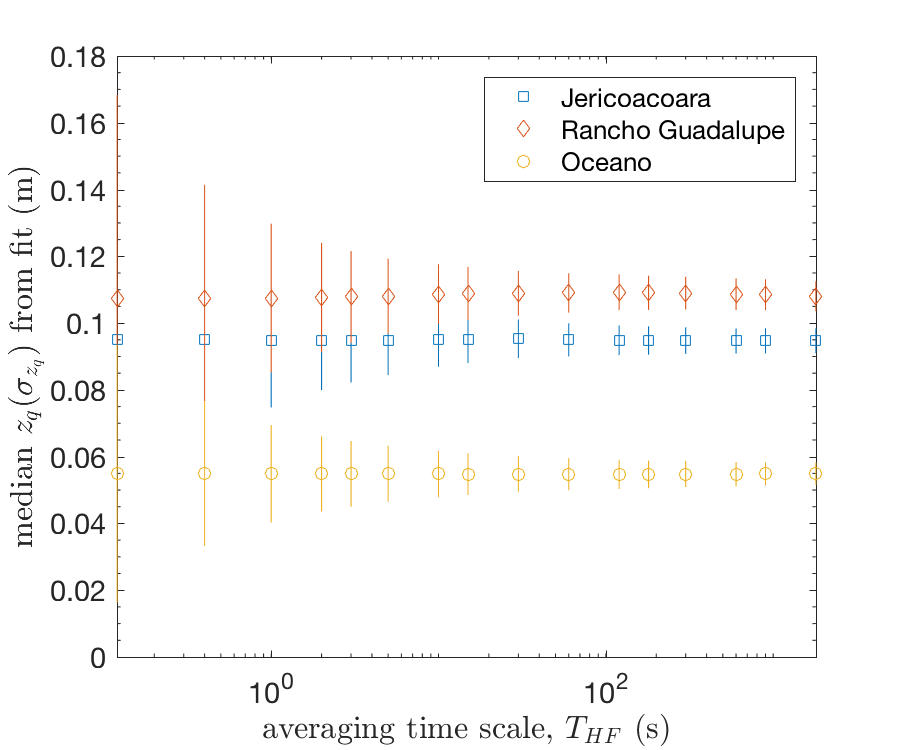 0.18
0.16
0.14
0.12
0.1
0.08
0.06
0.04
0.02
0
median z_q(σ_{z_q}) from fit (m)
Jericoacoara
Rancho Guadalupe
Oceano
10^0
10^2
averaging time scale, T_{HF} (s)